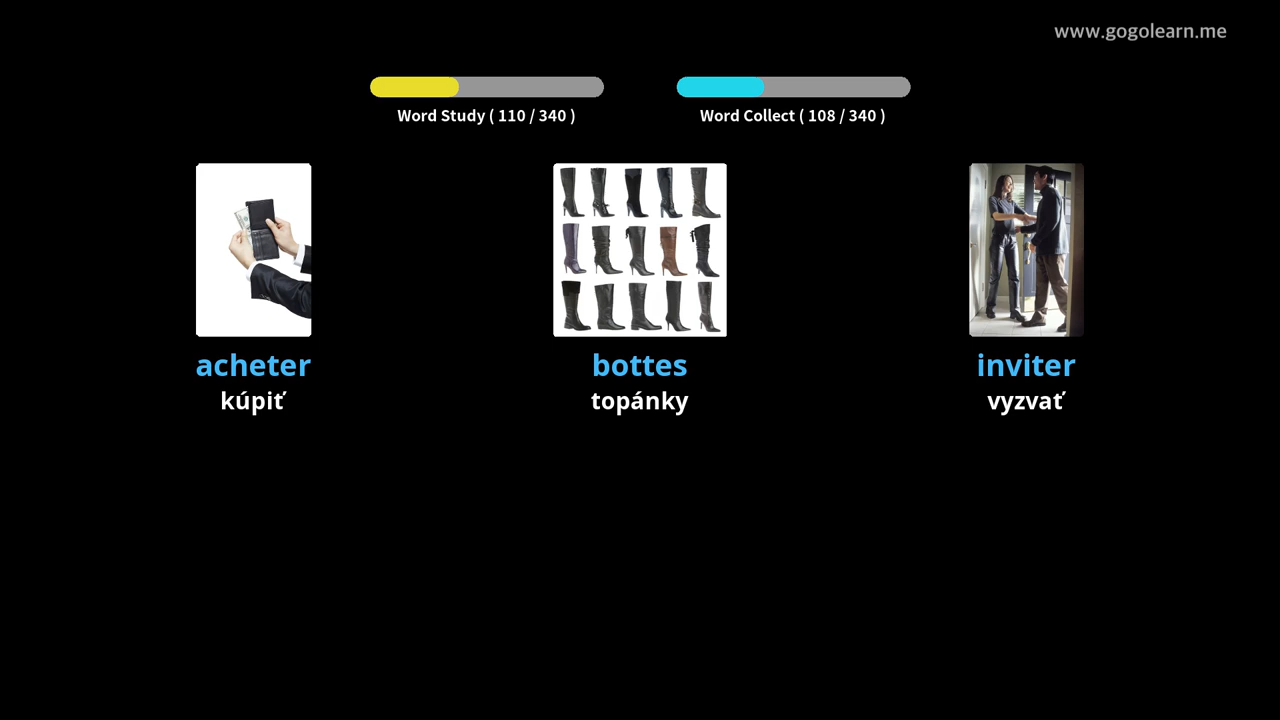 www.gogolearn.me
Word Study ( 110 / 340 )
Word Collect ( 108 / 340 )
acheter
kúpiť
bottes
topánky
inviter
vyzvať